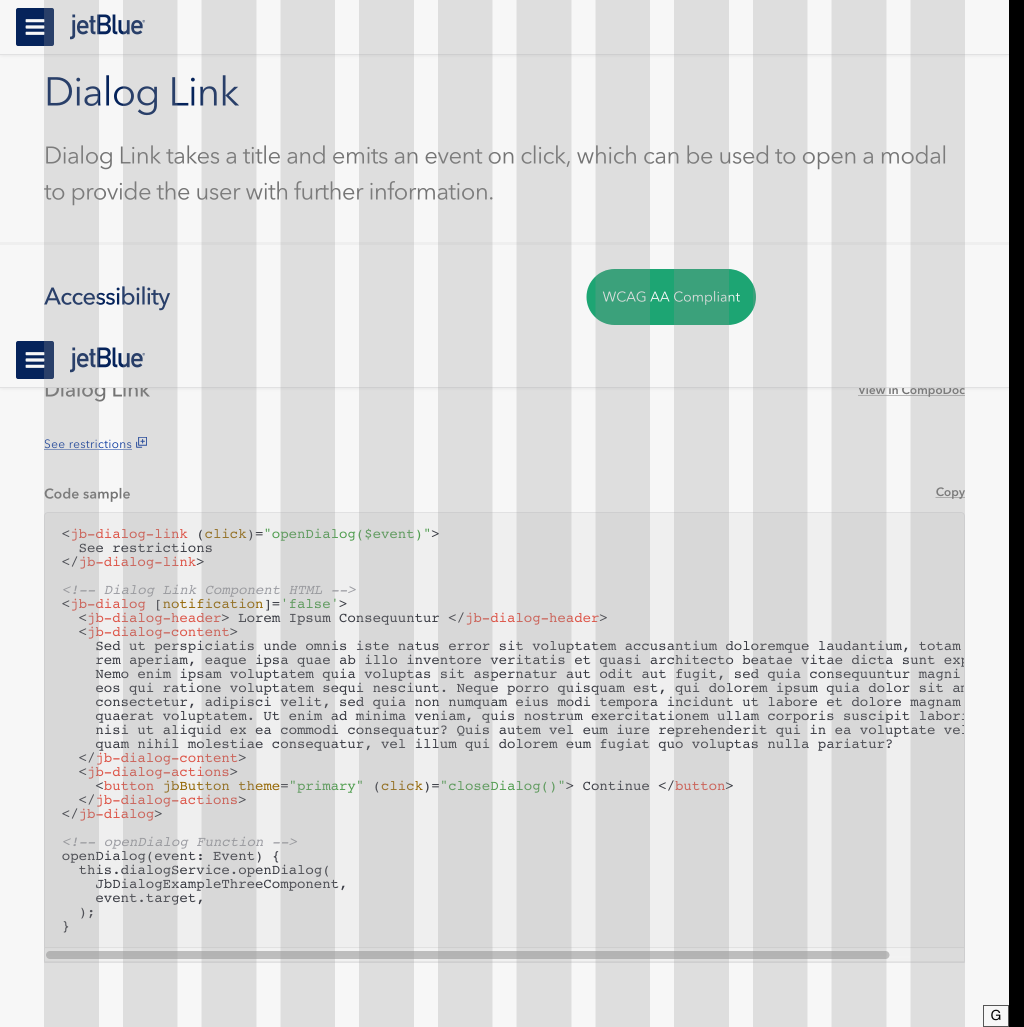 jetBlue
Dialog Link
Dialog Link takes a title and emits an event on click, which can be used to open a modal
to provide the user with further information.
Accessibility
WCAG AA Compliant
jetBlue
Dialog Link
View in CompoDoc
See restrictions
Code sample
Copy
<jb-dialog-link (click)="openDialog($event)">
See restrictions
</jb-dialog-link>
<!-- Dialog Link Component HTML -->
<jb-dialog [notification]='false'>
<jb-dialog-header> Lorem Ipsum Consequuntur </jb-dialog-header>
<jb-dialog-content>
Sed ut perspiciatis unde omnis iste natus error sit voluptatem accusantium doloremque laudantium, totam
rem aperiam, eaque ipsa quae ab illo inventore veritatis et quasi architecto beatae vitae dicta sunt
Nemo enim ipsam voluptatem quia voluptas sit aspernatur aut odit aut fugit, sed quia consequuntur magni
eos qui ratione voluptatem sequi nesciunt. Neque porro quisquam est, qui dolorem ipsum quia dolor sit
consectetur, adipisci velit, sed quia non numquam eius modi tempora incidunt ut labore et dolore magnam
quaerat voluptatem. Ut enim ad minima veniam, quis nostrum exercitationem ullam corporis suscipit
nisi ut aliquid ex ea commodi consequatur? Quis autem vel eum iure reprehenderit qui in ea voluptate
quam nihil molestiae consequatur, vel illum qui dolorem eum fugiat quo voluptas nulla pariatur?
</jb-dialog-content>
<jb-dialog-actions>
<button jbButton theme="primary" (click)="closeDialog()"> Continue </button>
</jb-dialog-actions>
</jb-dialog>
<!-- openDialog Function -->
openDialog(event: Event) {
this.dialogService.openDialog(
JbDialogExampleThreeComponent,
event.target,
);
}
G